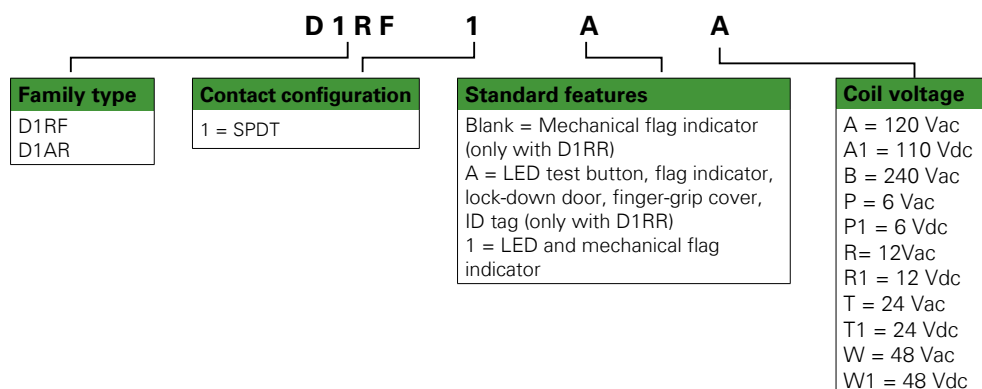 D1RF 1 A A
Family type
D1RF
D1AR
Contact configuration
1 = SPDT
Standard features
Blank = Mechanical flag indicator
(only with D1RR)
A = LED test button, flag indicator,
lock-down door, finger-grip cover,
ID tag (only with D1RR)
1 = LED and mechanical flag
indicator
Coil voltage
A = 120 Vac
A1 = 110 Vdc
B = 240 Vac
P = 6 Vac
P1 = 6 Vdc
R= 12Vac
R1 = 12 Vdc
T = 24 Vac
T1 = 24 Vdc
W = 48 Vac
W1 = 48 Vdc